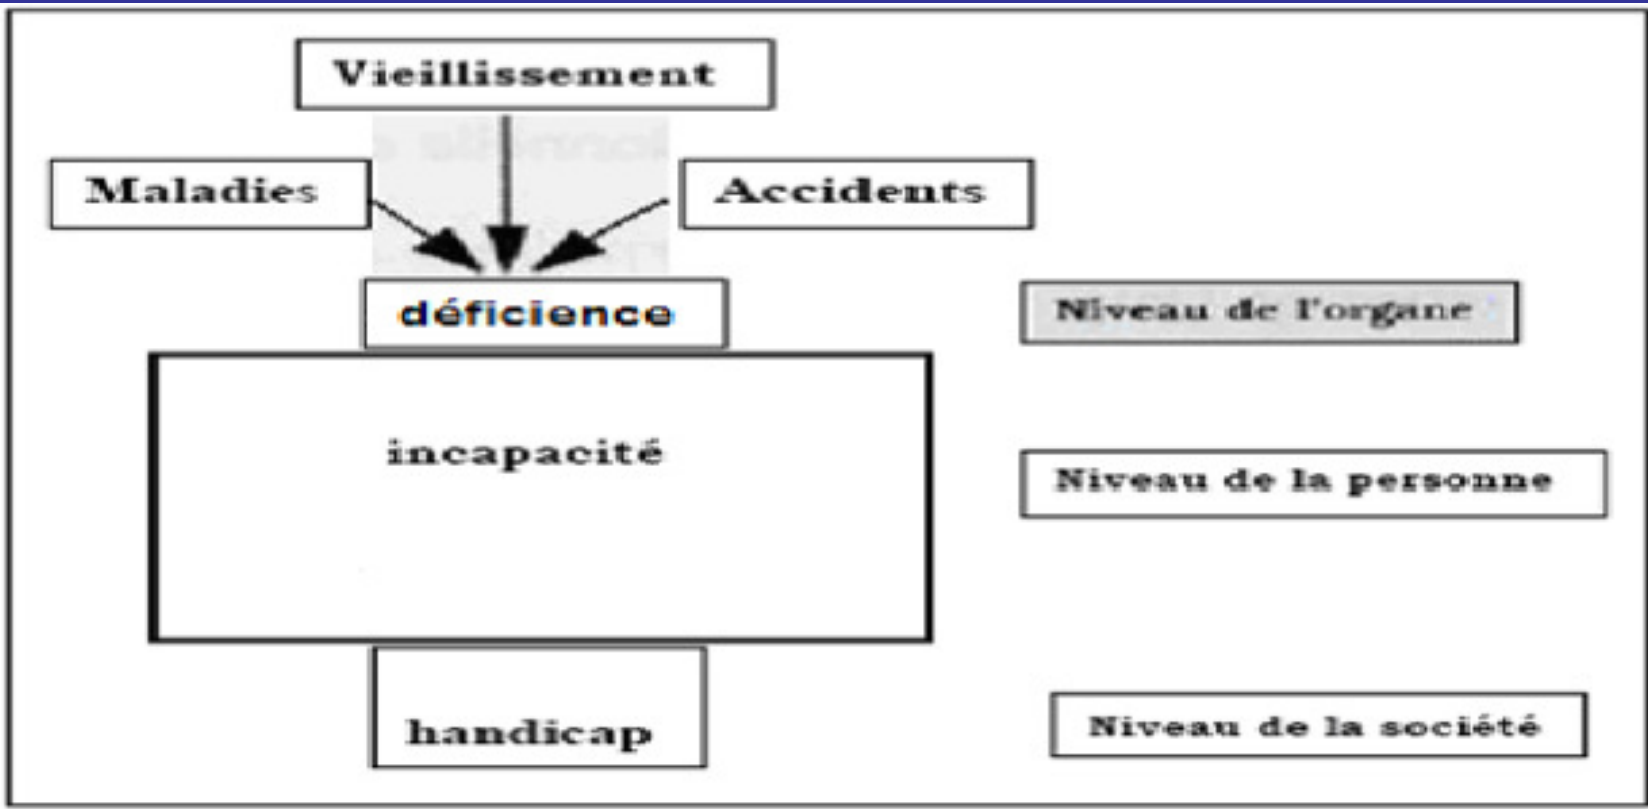 Vieillissement
Maladies
Accidents
déficience
Niveau de l'organe
incapacité
Niveau de la personne
handicap
Niveau de la société